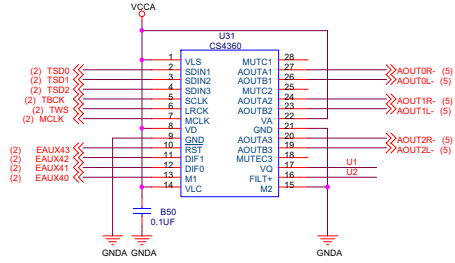 VCCA
U31
CS4360
1 VLS MUTC1 28
(2) TSD0 2 SDIN1 AOUTA1 27 AOUT0R- (5)
(2) TSD1 3 SDIN2 AOUTB1 26 AOUT0L- (5)
(2) TSD2 4 SDIN3 MUTC2 25
(2) TBCK 5 SCLK AOUTA2 24 AOUT1R- (5)
(2) TWS 6 LRCK AOUTB2 23 AOUT1L- (5)
(2) MCLK 7 MCLK VA 22
8 VD GND 21
9 GND AOUTA3 20 AOUT2R- (5)
(2) EAUX43 10 RST AOUTB3 19 AOUT2L- (5)
(2) EAUX42 11 DIF1 MUTEC3 18
(2) EAUX41 12 DIF0 VQ 17 U1
(2) EAUX40 13 M1 FILT+ 16 U2
14 VLC M2 15
B50
0.1UF
GNDA GNDA GNDA